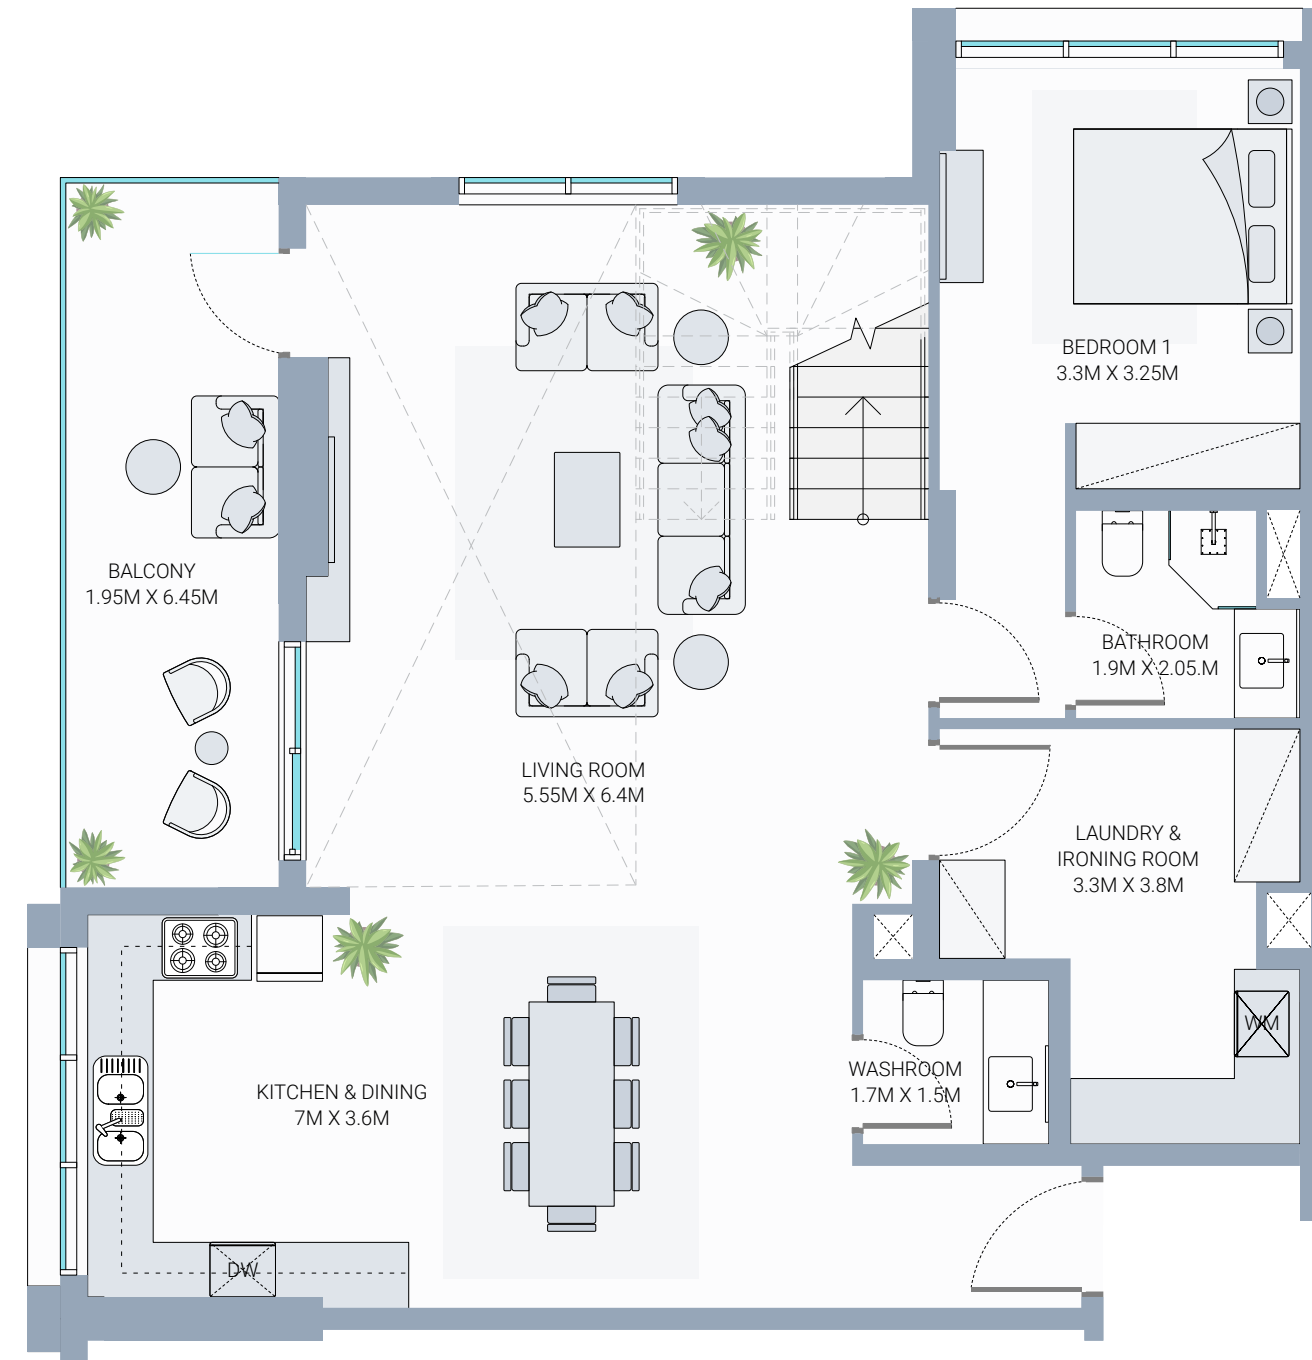 BEDROOM 1
3.3M X 3.25M
BALCONY
1.95M X 6.45M
BATHROOM
1.9M X 2.05.M
LIVING ROOM
5.55M X 6.4M
LAUNDRY &
IRONING ROOM
3.3M X 3.8M
WM
WASHROOM
1.7M X 1.5M
KITCHEN & DINING
7M X 3.6M
DW